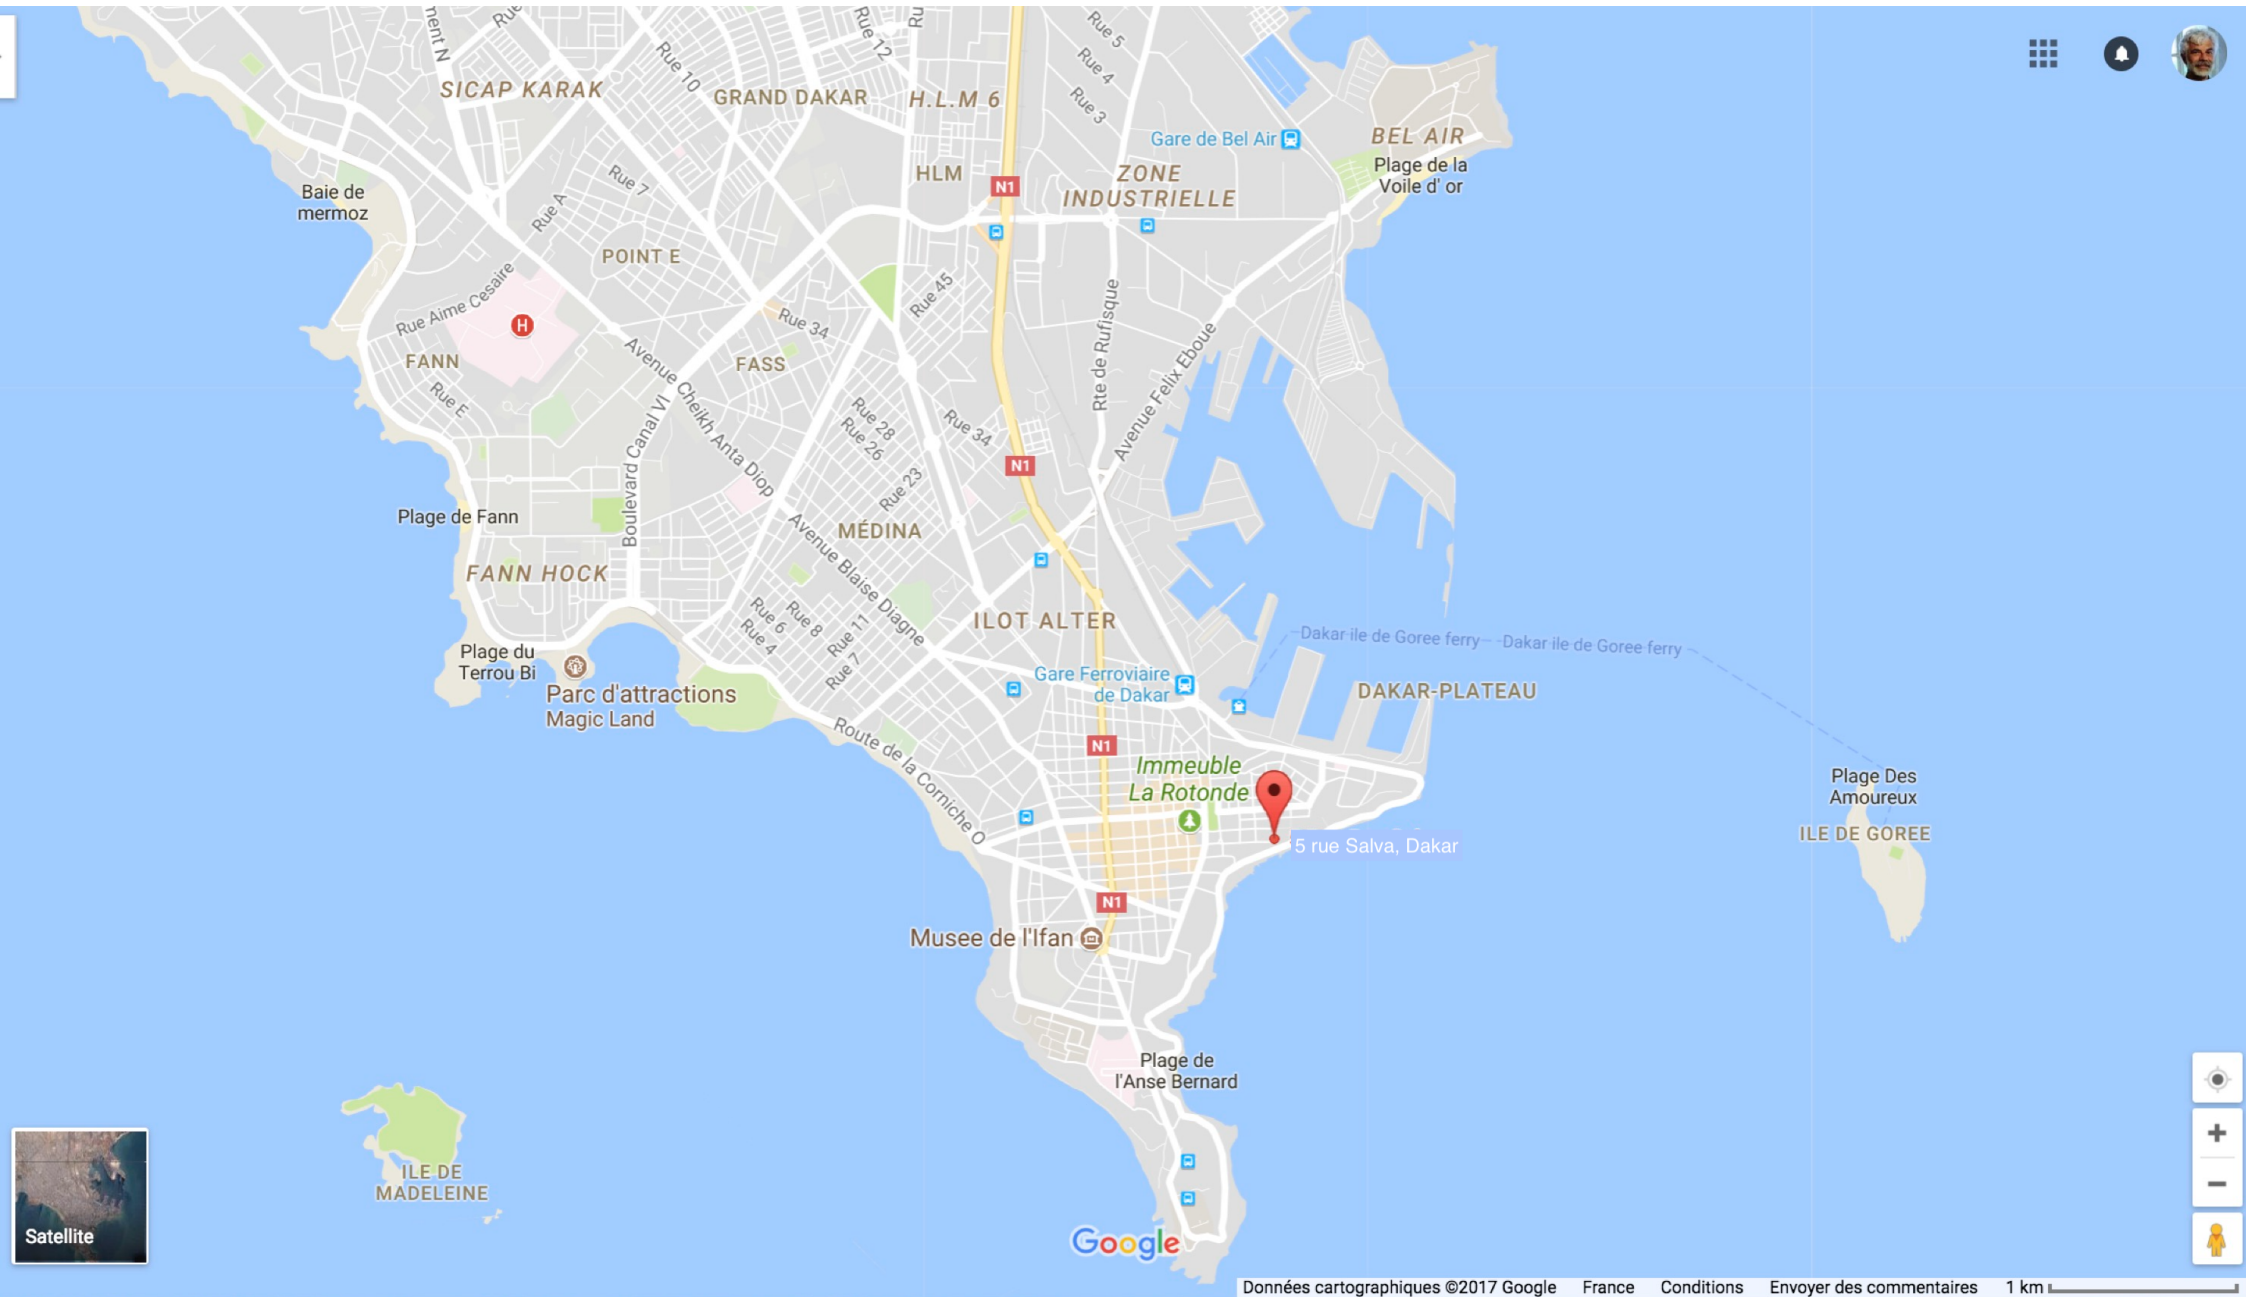 ment N
Rue
Rue 10
Rue 12
Ru
Rue 5
Rue 4
Rue 3
SICAP KARAK
GRAND DAKAR
H.L.M 6
Gare de Bel Air
BEL AIR
Plage de la
Voile d' or
HLM
N1
ZONE
INDUSTRIELLE
Baie de
mermoz
Rue 7
Rue A
POINT E
Rue Aime Cesaire
H
Rue 45
Rue 34
FANN
Rue E
Avenue Cheikh Anta Diop
FASS
Rte de Rufisque
Avenue Felix Eboue
Boulevard Canal VI
Rue 28
Rue 26
Rue 34
Rue 23
N1
Plage de Fann
MÉDINA
FANN HOCK
Avenue Blaise Diagne
Rue 6
Rue 8
Rue 4
Rue 11
Rue 7
ILOT ALTER
Dakar ile de Goree ferry
Dakar ile de Goree ferry
Plage du
Terrou Bi
Parc d'attractions
Magic Land
Gare Ferroviaire
de Dakar
DAKAR-PLATEAU
Route de la Corniche O
N1
Immeuble
La Rotonde
Plage Des
Amoureux
ILE DE GOREE
5 rue Salva, Dakar
N1
Musee de l'Ifan
Plage de
l'Anse Bernard
ILE DE
MADELEINE
Satellite
Google
Données cartographiques ©2017 Google France Conditions Envoyer des commentaires 1 km